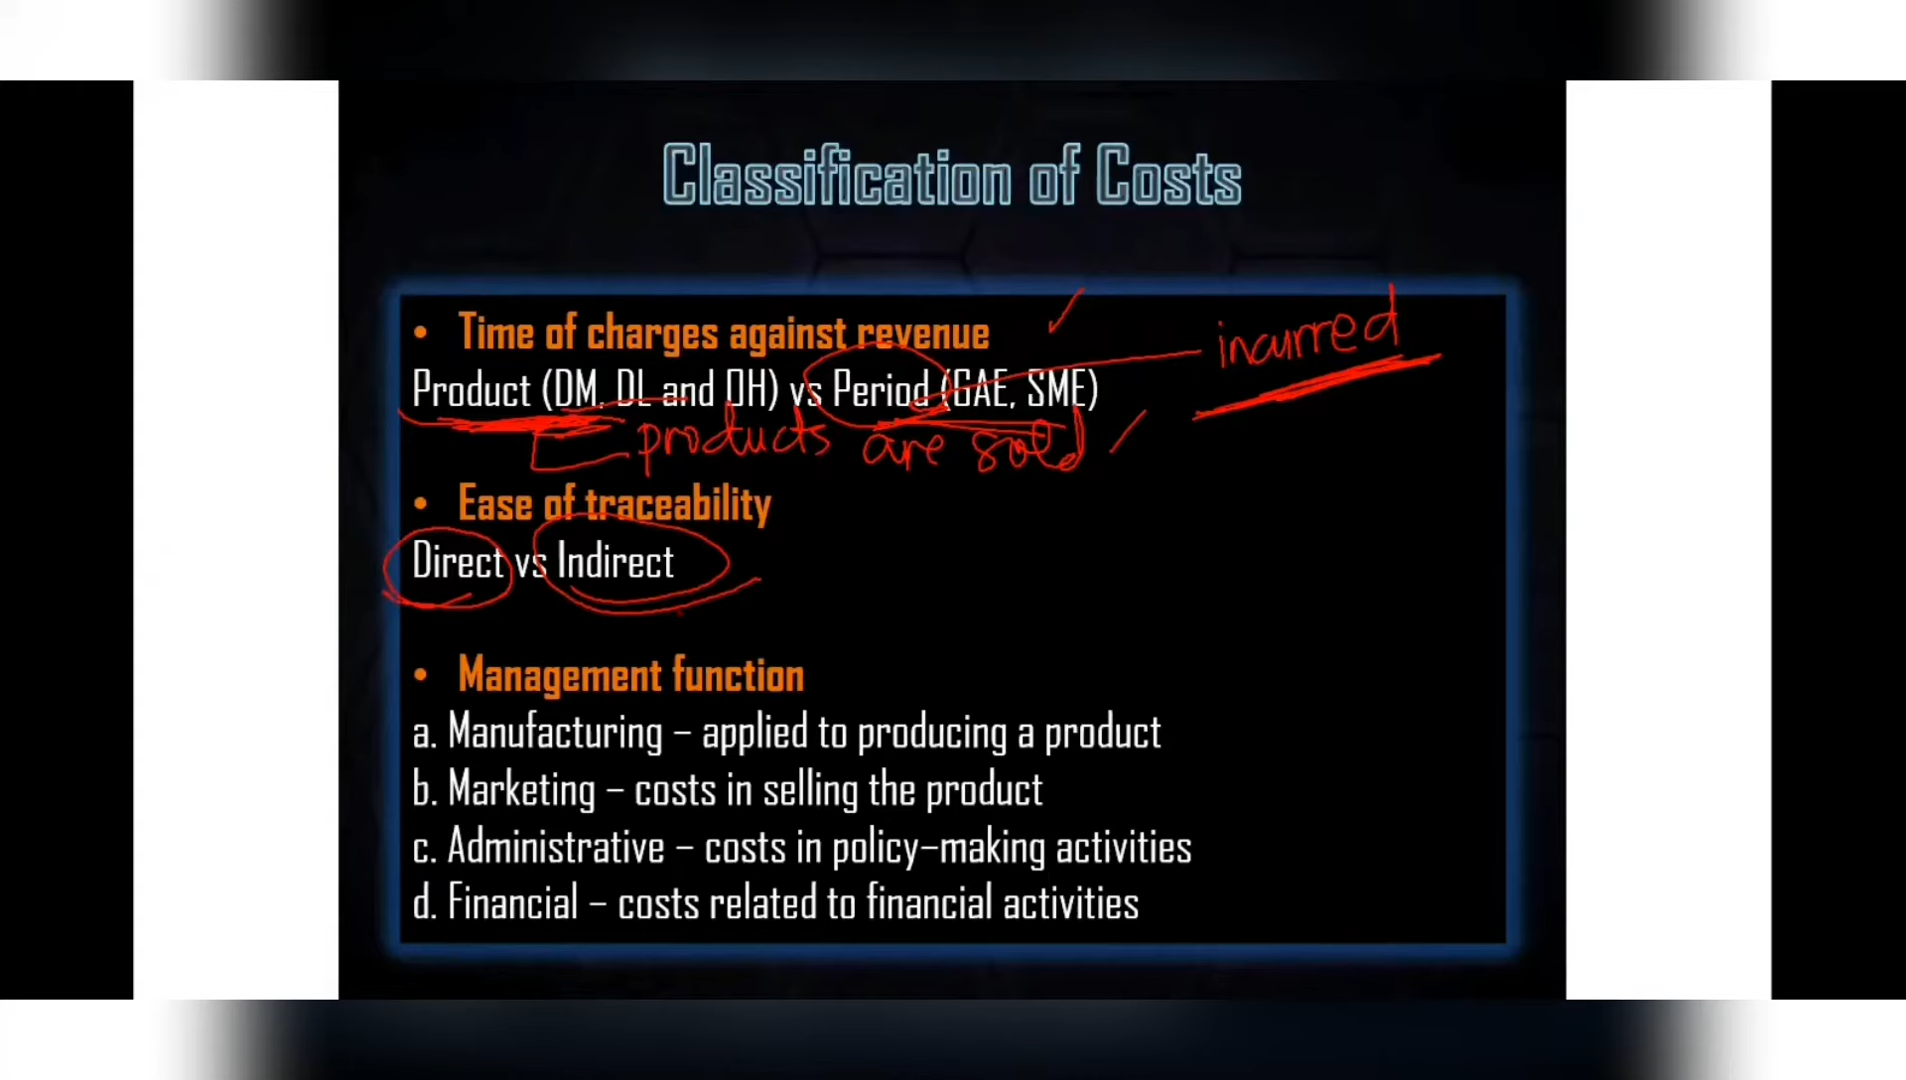 Classification of Costs
• Time of charges against revenue
incurred
Product (DM, DL and OH) vs Period (GAE, SME)
products are sold
• Ease of traceability
Direct vs Indirect
• Management function
a. Manufacturing – applied to producing a product
b. Marketing – costs in selling the product
c. Administrative – costs in policy-making activities
d. Financial – costs related to financial activities